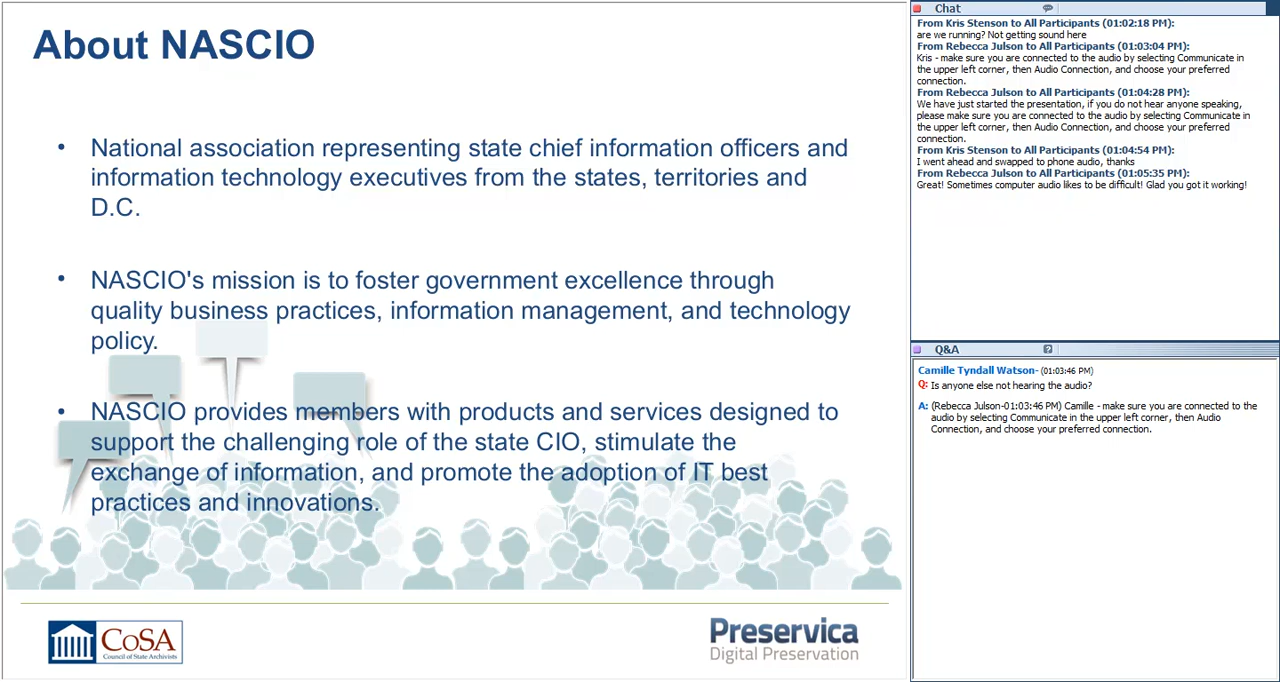 About NASCIO
• National association representing state chief information officers and
information technology executives from the states, territories and
D.C.
• NASCIO's mission is to foster government excellence through
quality business practices, information management, and technology
policy.
• NASCIO provides members with products and services designed to
support the challenging role of the state CIO, stimulate the
exchange of information, and promote the adoption of IT best
practices and innovations.
CoSA
Council of State Archivists
Preservica
Digital Preservation
Chat
From Kris Stenson to All Participants (01:02:18 PM):
are we running? Not getting sound here
From Rebecca Julson to All Participants (01:03:04 PM):
Kris - make sure you are connected to the audio by selecting Communicate in
the upper left corner, then Audio Connection, and choose your preferred
connection.
From Rebecca Julson to All Participants (01:04:28 PM):
We have just started the presentation, if you do not hear anyone speaking,
please make sure you are connected to the audio by selecting Communicate in
the upper left corner, then Audio Connection, and choose your preferred
connection.
From Kris Stenson to All Participants (01:04:54 PM):
I went ahead and swapped to phone audio, thanks
From Rebecca Julson to All Participants (01:05:35 PM):
Great! Sometimes computer audio likes to be difficult! Glad you got it working!
Q&A
Camille Tyndall Watson- (01:03:46 PM)
Q: Is anyone else not hearing the audio?
A: (Rebecca Julson-01:03:46 PM) Camille - make sure you are connected to the
audio by selecting Communicate in the upper left corner, then Audio
Connection, and choose your preferred connection.